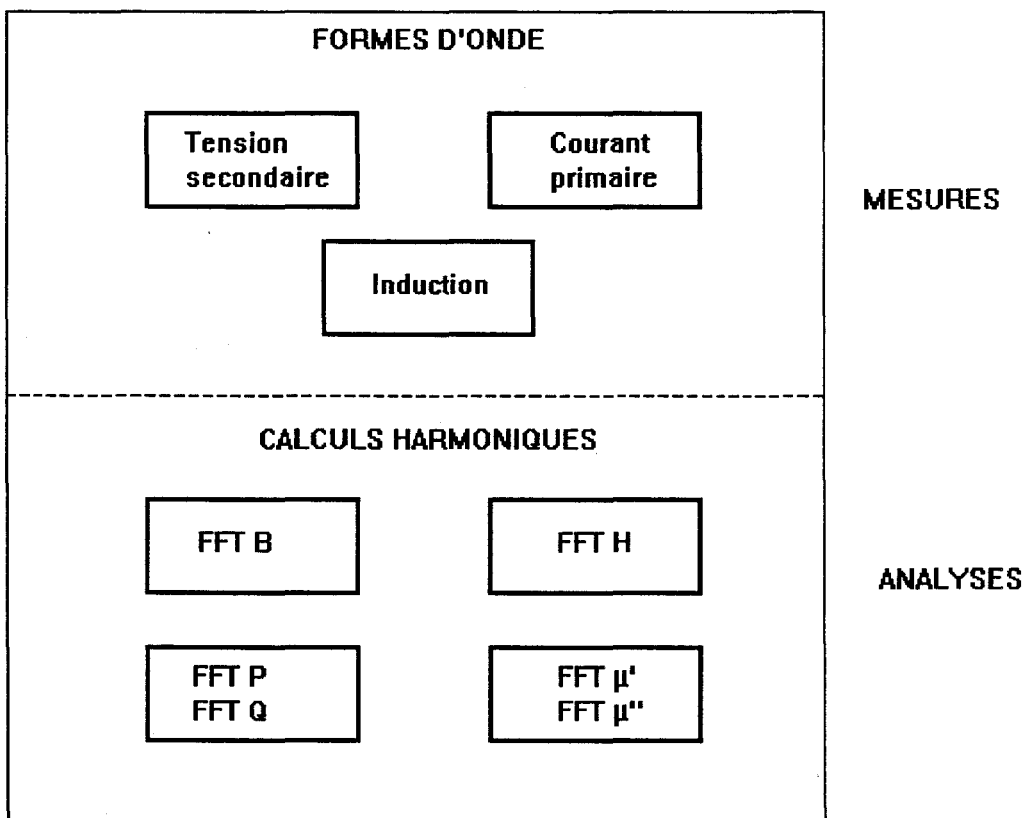 FORMES D'ONDE
Tension
secondaire
Courant
primaire
MESURES
Induction
CALCULS HARMONIQUES
FFT B
FFT H
ANALYSES
FFT P
FFT Q
FFT µ'
FFT µ''